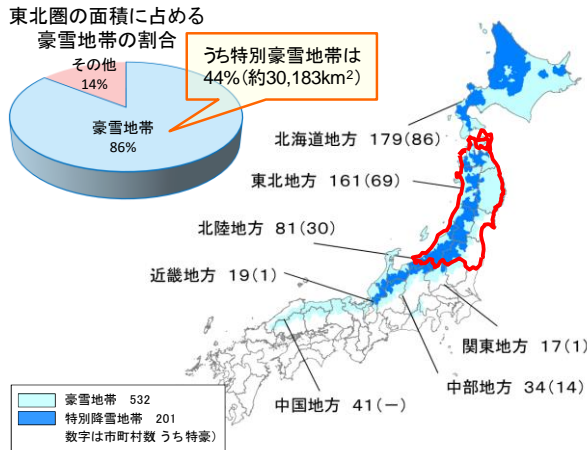 東北圏の面積に占める
豪雪地帯の割合
その他
14%
豪雪地帯
86%
うち特別豪雪地帯は
44%(約30,183km²)
北海道地方 179(86)
東北地方 161(69)
北陸地方 81(30)
近畿地方 19(1)
関東地方 17(1)
中部地方 34(14)
中国地方 41(－)
豪雪地帯 532
特別降雪地帯 201
数字は市町村数 うち特豪)